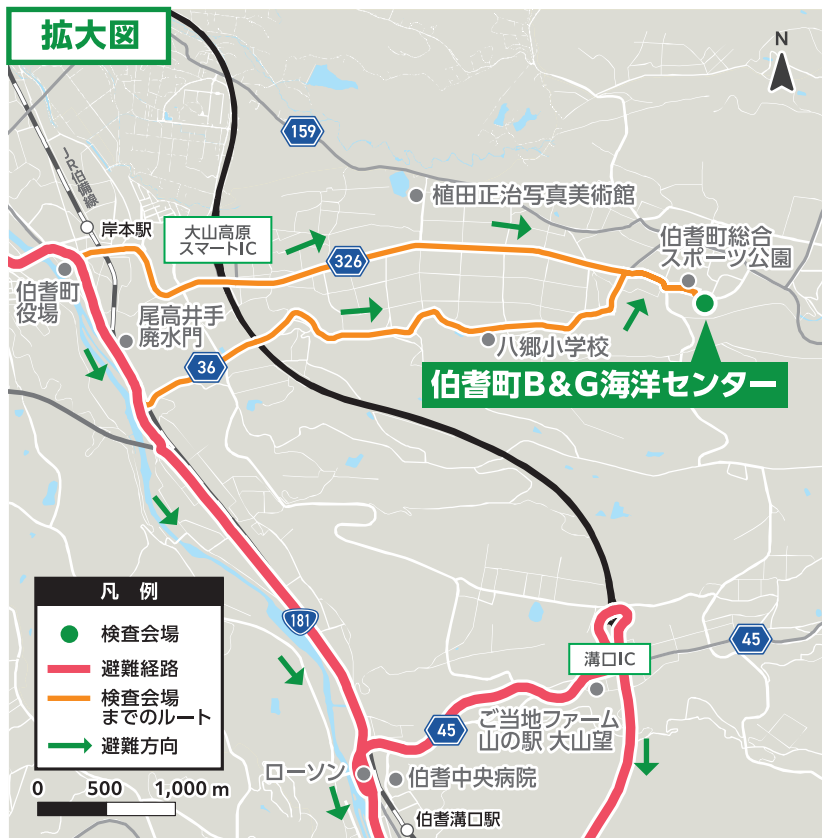 拡大図
N
159
JR伯備線
岸本駅
大山高原
スマートIC
植田正治写真美術館
326
伯耆町総合
スポーツ公園
伯耆町
役場
尾高井手
廃水門
36
八郷小学校
伯耆町B&G海洋センター
凡 例
検査会場
避難経路
検査会場
までのルート
避難方向
0 500 1,000 m
181
溝口IC
45
45
ご当地ファーム
山の駅 大山望
ローソン
伯耆中央病院
伯耆溝口駅